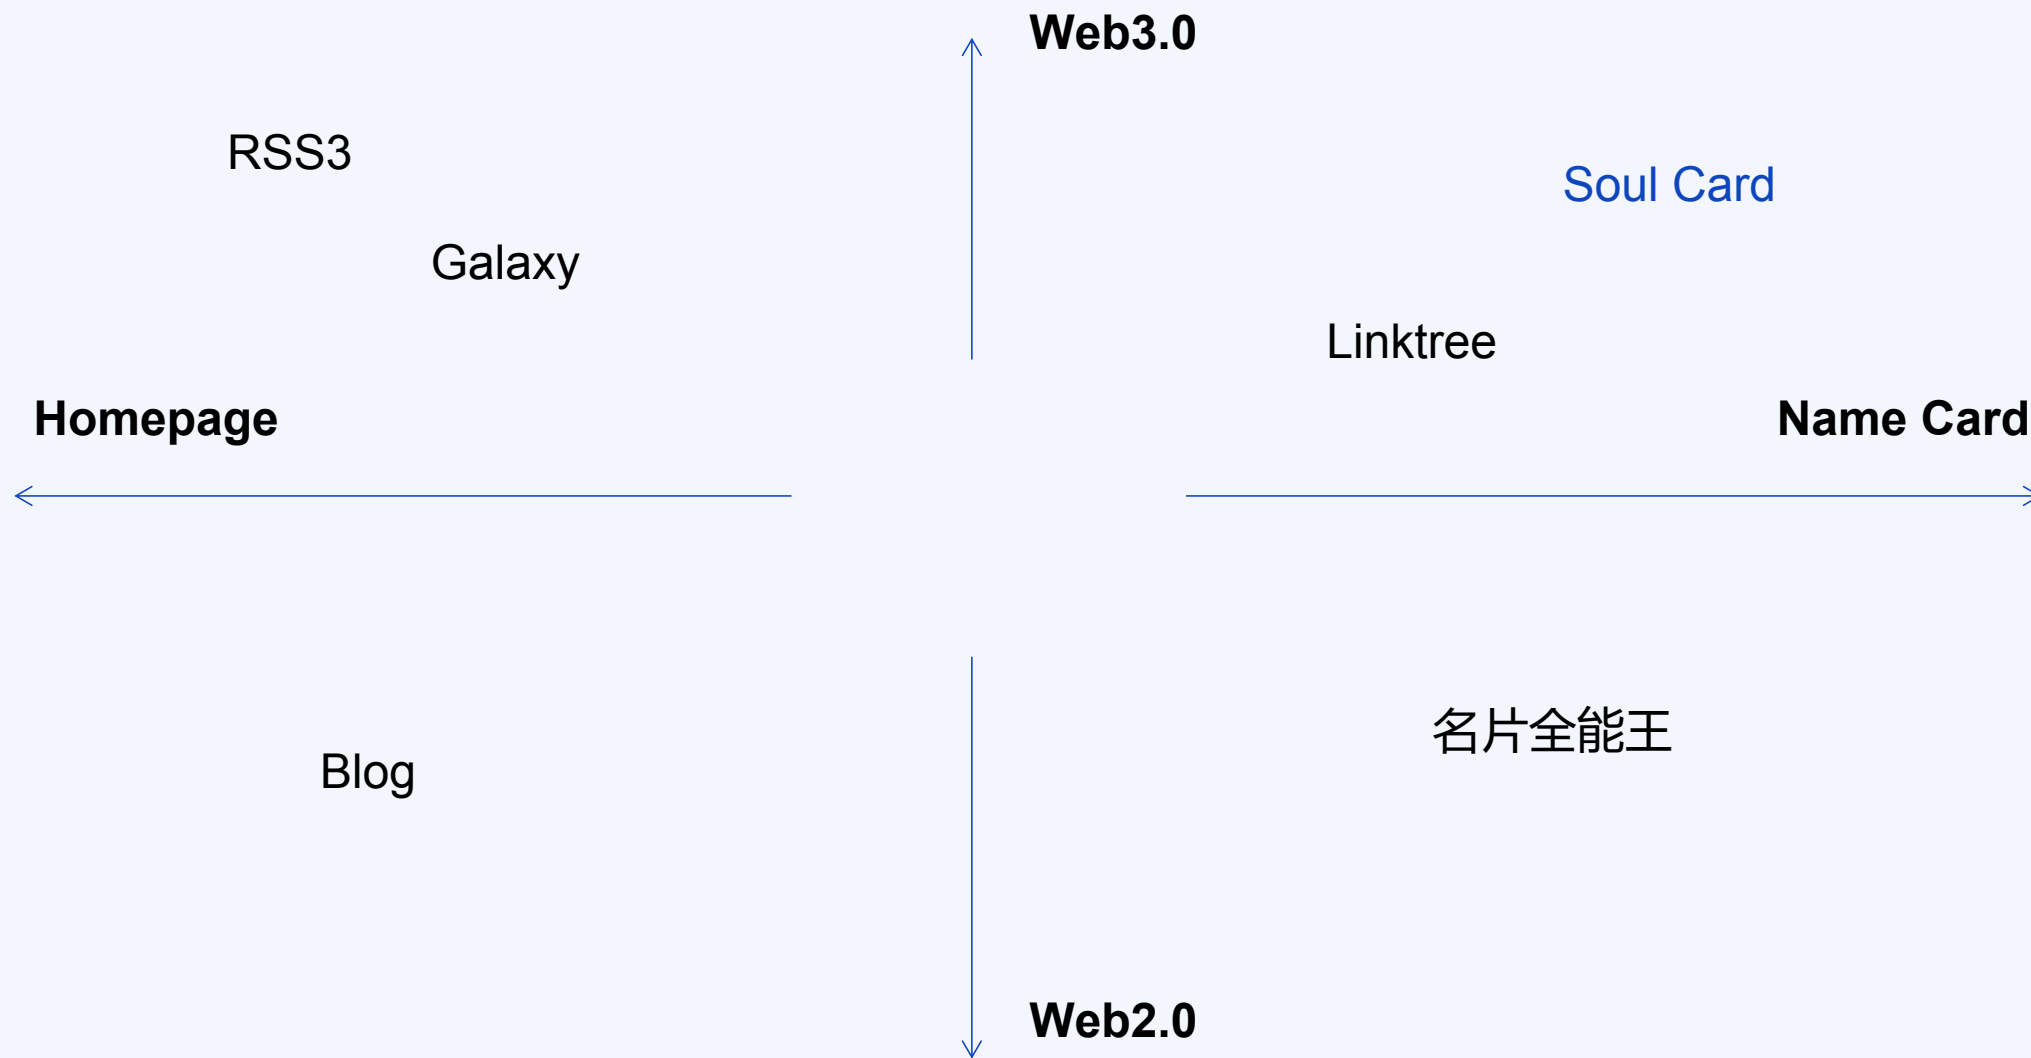 Web3.0
RSS3
Soul Card
Galaxy
Linktree
Homepage
Name Card
名片全能王
Blog
Web2.0